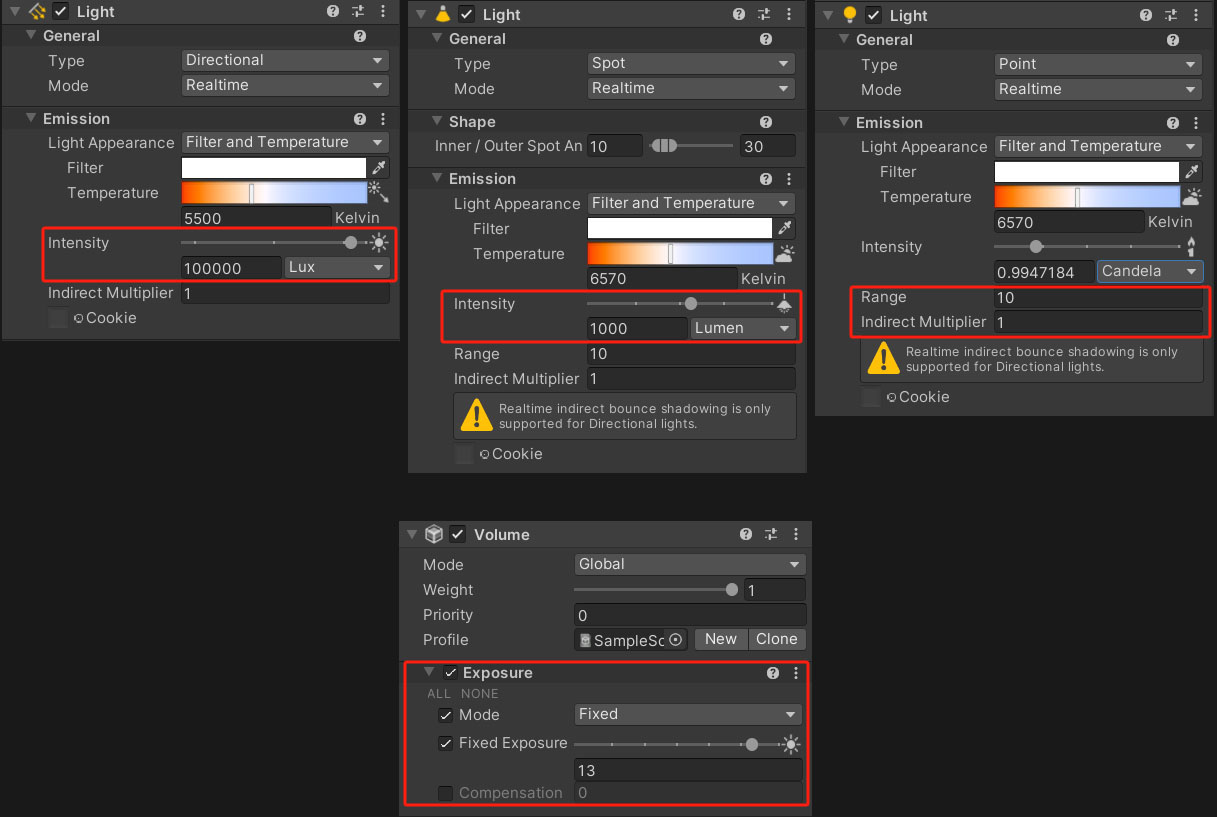 Light
General
Type Directional
Mode Realtime
Emission
Light Appearance Filter and Temperature
Filter
Temperature
5500 Kelvin
Intensity
100000 Lux
Indirect Multiplier 1
Cookie
Light
General
Type Spot
Mode Realtime
Shape
Inner / Outer Spot An 10 30
Emission
Light Appearance Filter and Temperature
Filter
Temperature
6570 Kelvin
Intensity
1000 Lumen
Range 10
Indirect Multiplier 1
Realtime indirect bounce shadowing is only
supported for Directional lights.
Cookie
Light
General
Type Point
Mode Realtime
Emission
Light Appearance Filter and Temperature
Filter
Temperature
6570 Kelvin
Intensity
0.9947184 Candela
Range 10
Indirect Multiplier 1
Realtime indirect bounce shadowing is only
supported for Directional lights.
Cookie
Volume
Mode Global
Weight 1
Priority 0
Profile SampleSc New Clone
Exposure
ALL NONE
Mode Fixed
Fixed Exposure
13
Compensation 0